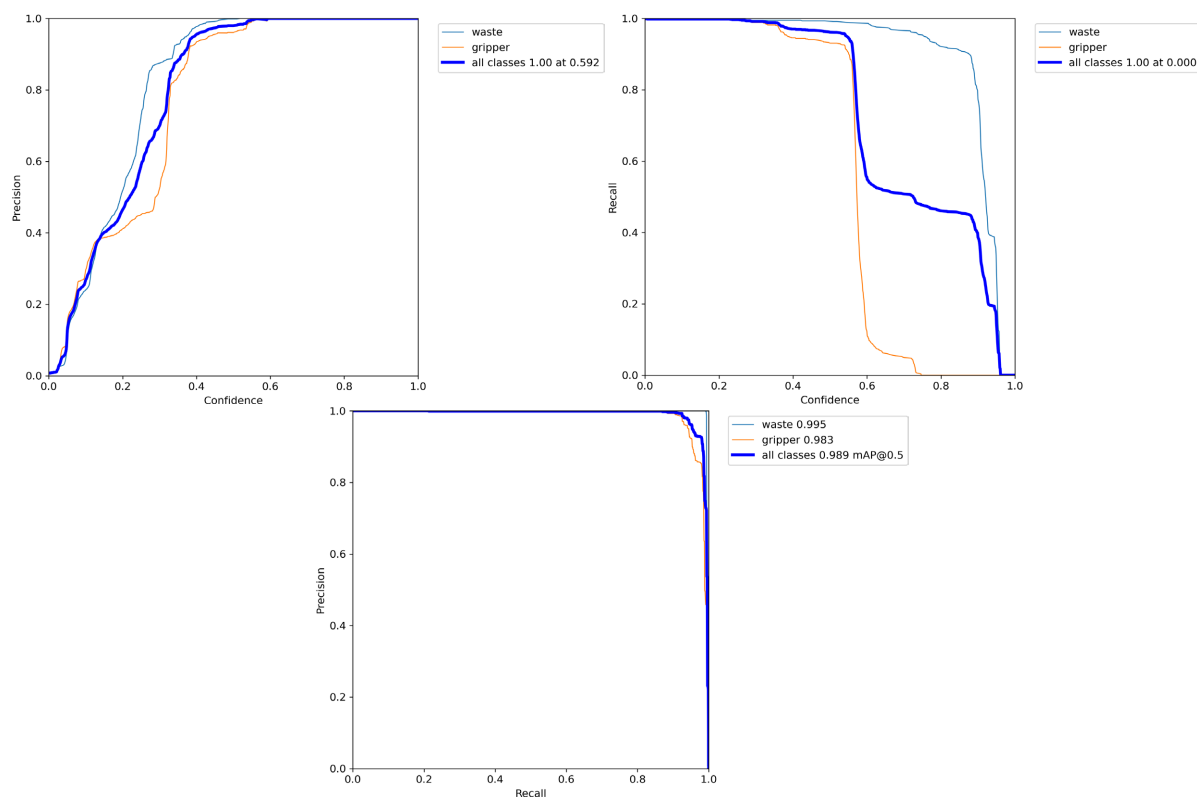 1.0
0.8
0.6
0.4
0.2
0.0
Precision
0.0 0.2 0.4 0.6 0.8 1.0
Confidence
waste
gripper
all classes 1.00 at 0.592
1.0
0.8
0.6
0.4
0.2
0.0
Recall
0.0 0.2 0.4 0.6 0.8 1.0
Confidence
waste
gripper
all classes 1.00 at 0.000
1.0
0.8
0.6
0.4
0.2
0.0
Precision
0.0 0.2 0.4 0.6 0.8 1.0
Recall
waste 0.995
gripper 0.983
all classes 0.989 mAP@0.5